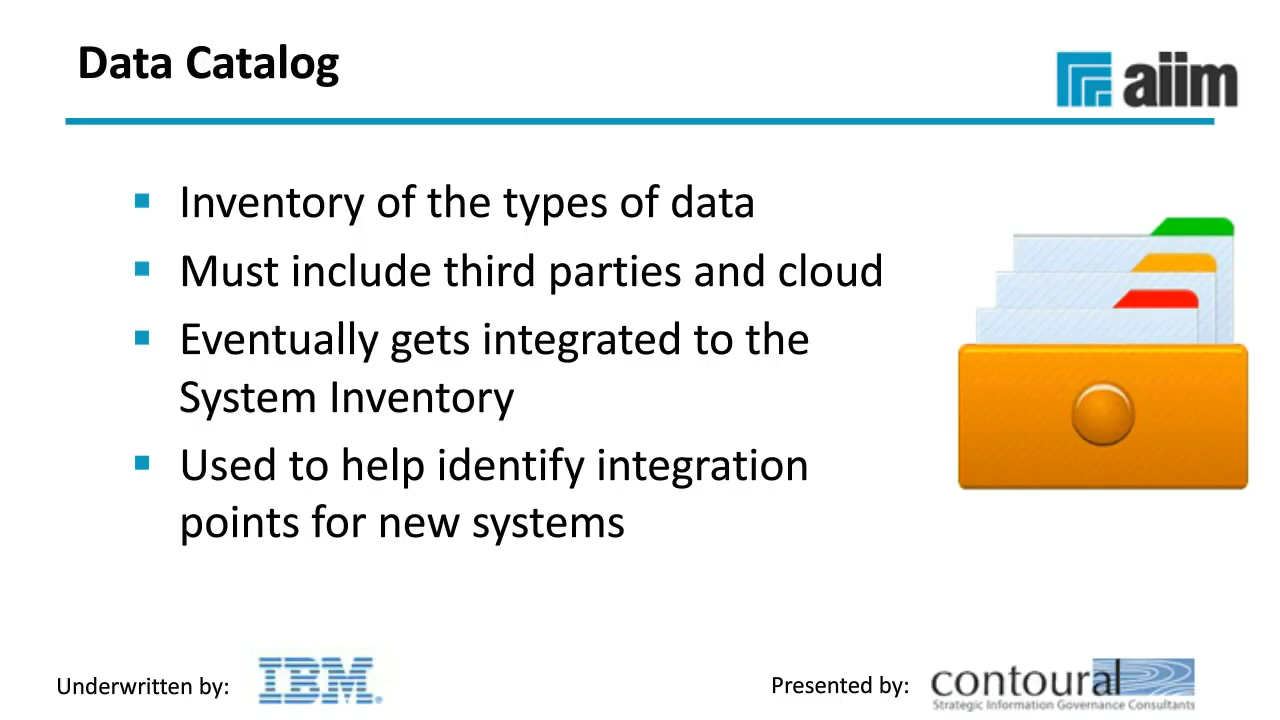 Data Catalog
aiim
Inventory of the types of data
Must include third parties and cloud
Eventually gets integrated to the
System Inventory
Used to help identify integration
points for new systems
Underwritten by:
IBM®
Presented by:
contoural
Strategic Information Governance Consultants